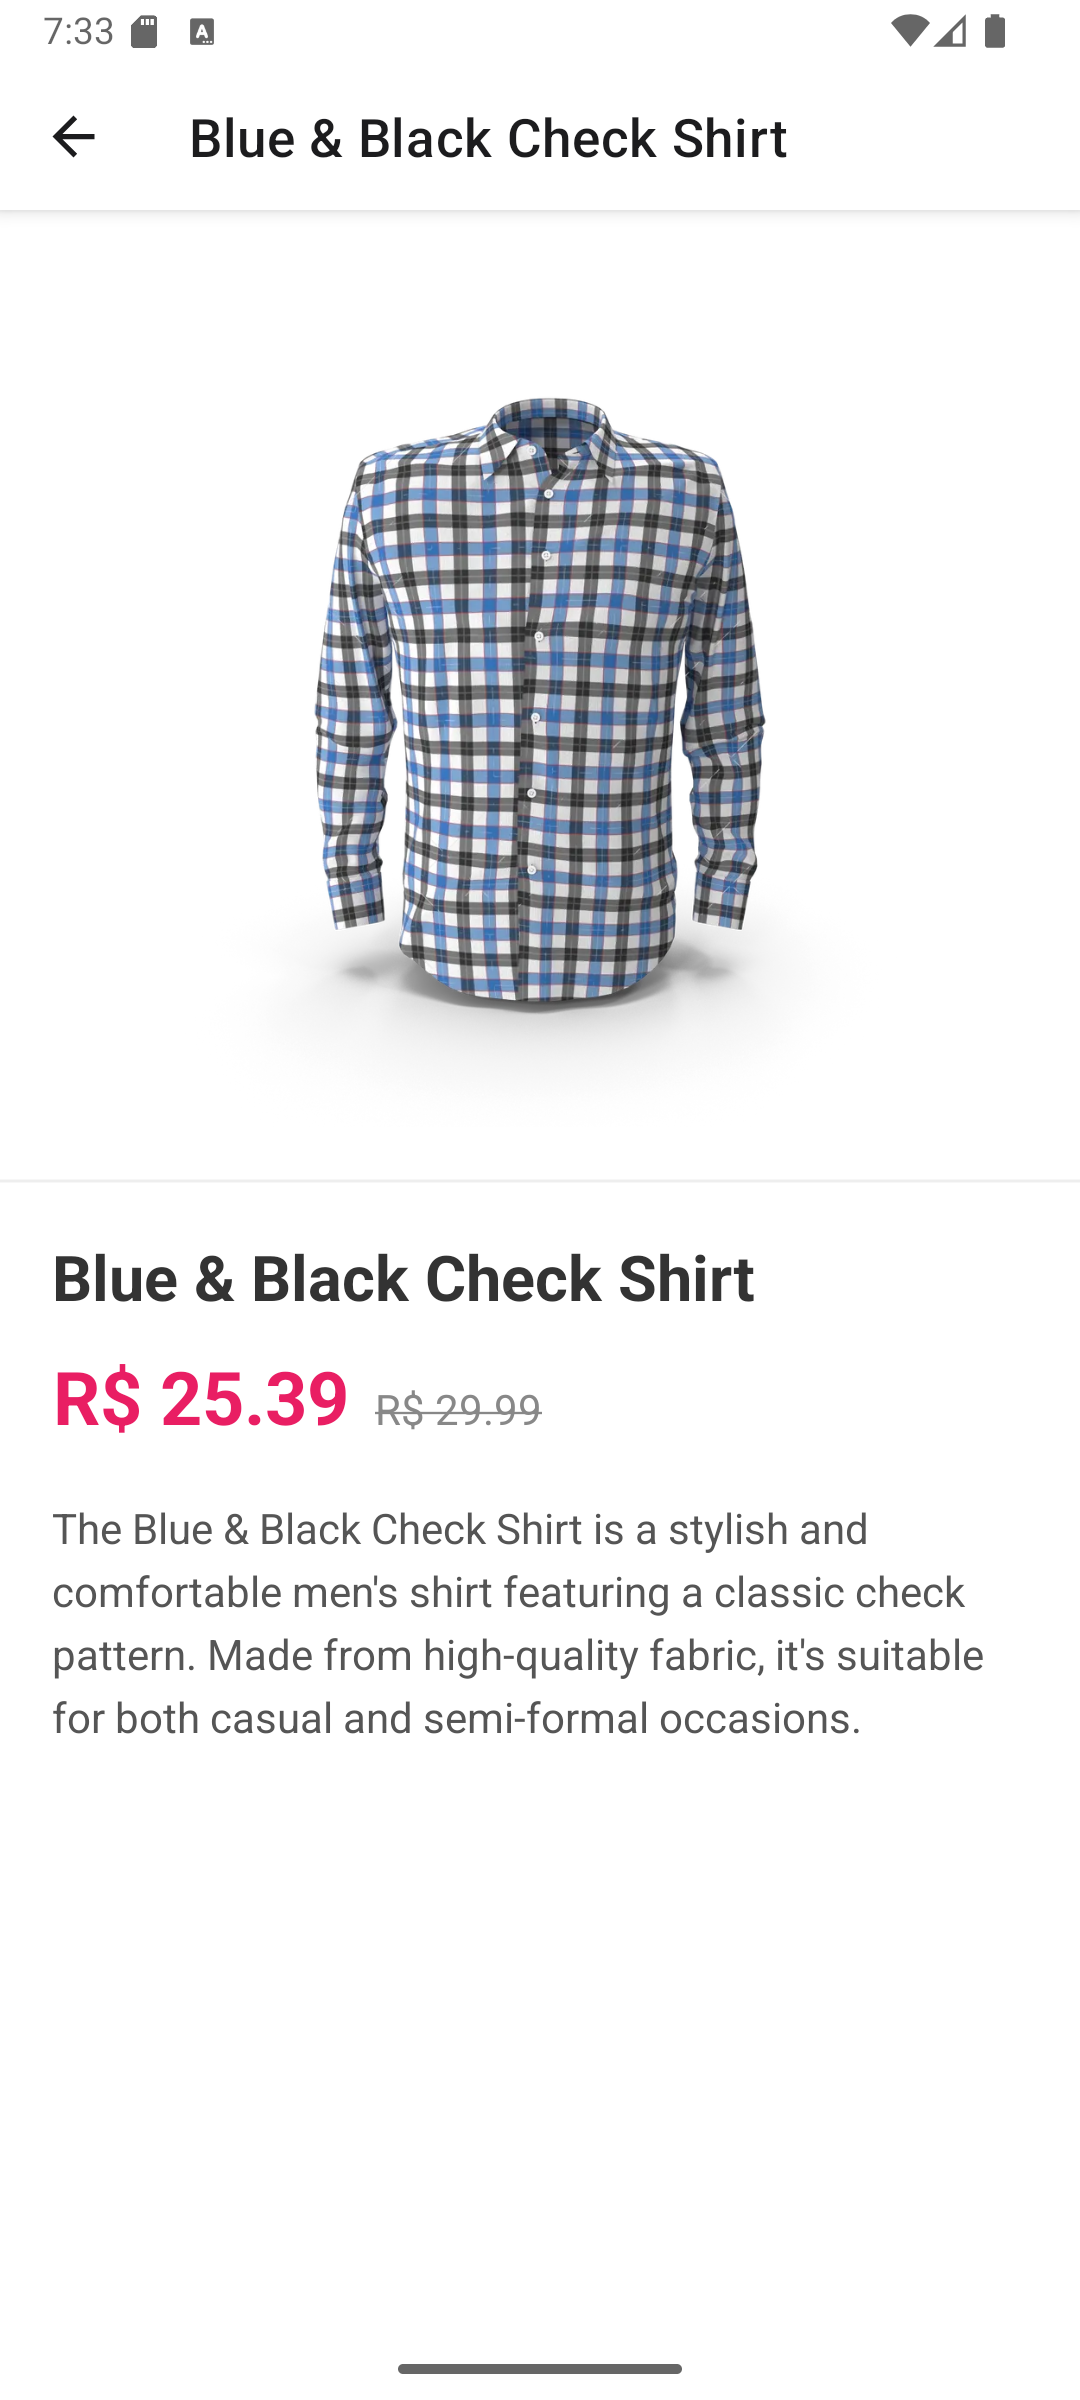 7:33
Blue & Black Check Shirt
Blue & Black Check Shirt
R$ 25.39 R$ 29.99
The Blue & Black Check Shirt is a stylish and
comfortable men's shirt featuring a classic check
pattern. Made from high-quality fabric, it's suitable
for both casual and semi-formal occasions.